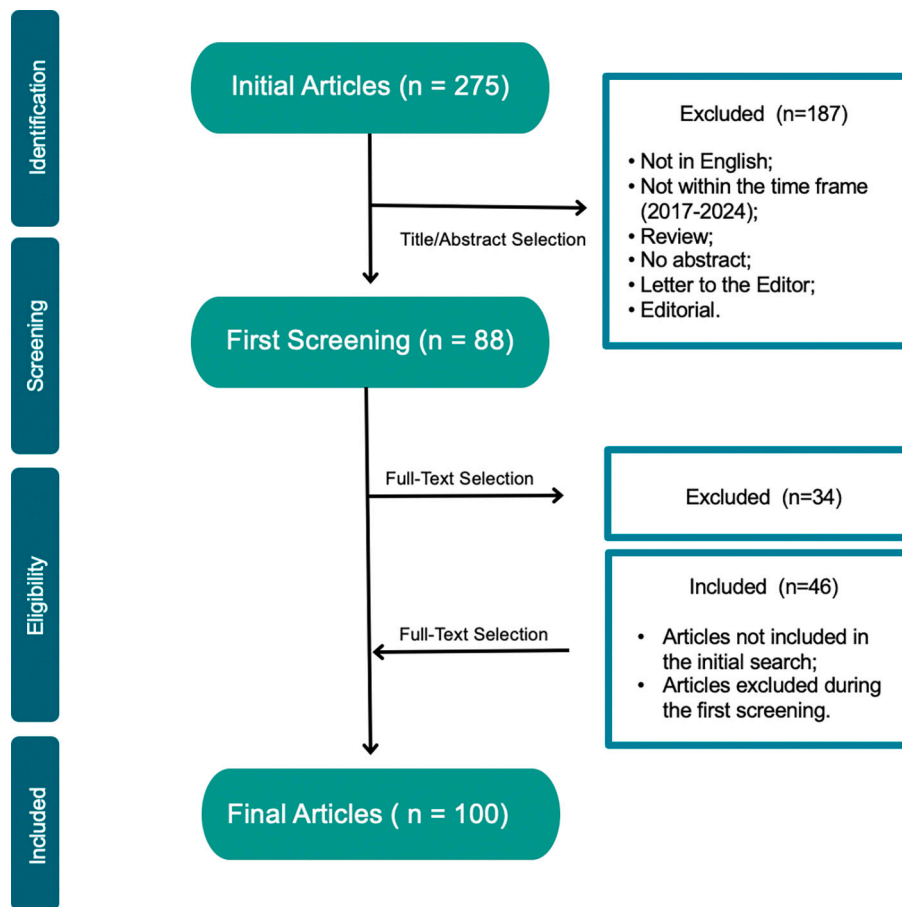 Identification
Initial Articles (n = 275)
Excluded (n=187)
• Not in English;
• Not within the time frame
(2017-2024);
• Review;
• No abstract;
• Letter to the Editor;
• Editorial.
Title/Abstract Selection
Screening
First Screening (n = 88)
Eligibility
Full-Text Selection
Excluded (n=34)
Included (n=46)
• Articles not included in
the initial search;
• Articles excluded during
the first screening.
Full-Text Selection
Included
Final Articles ( n = 100)